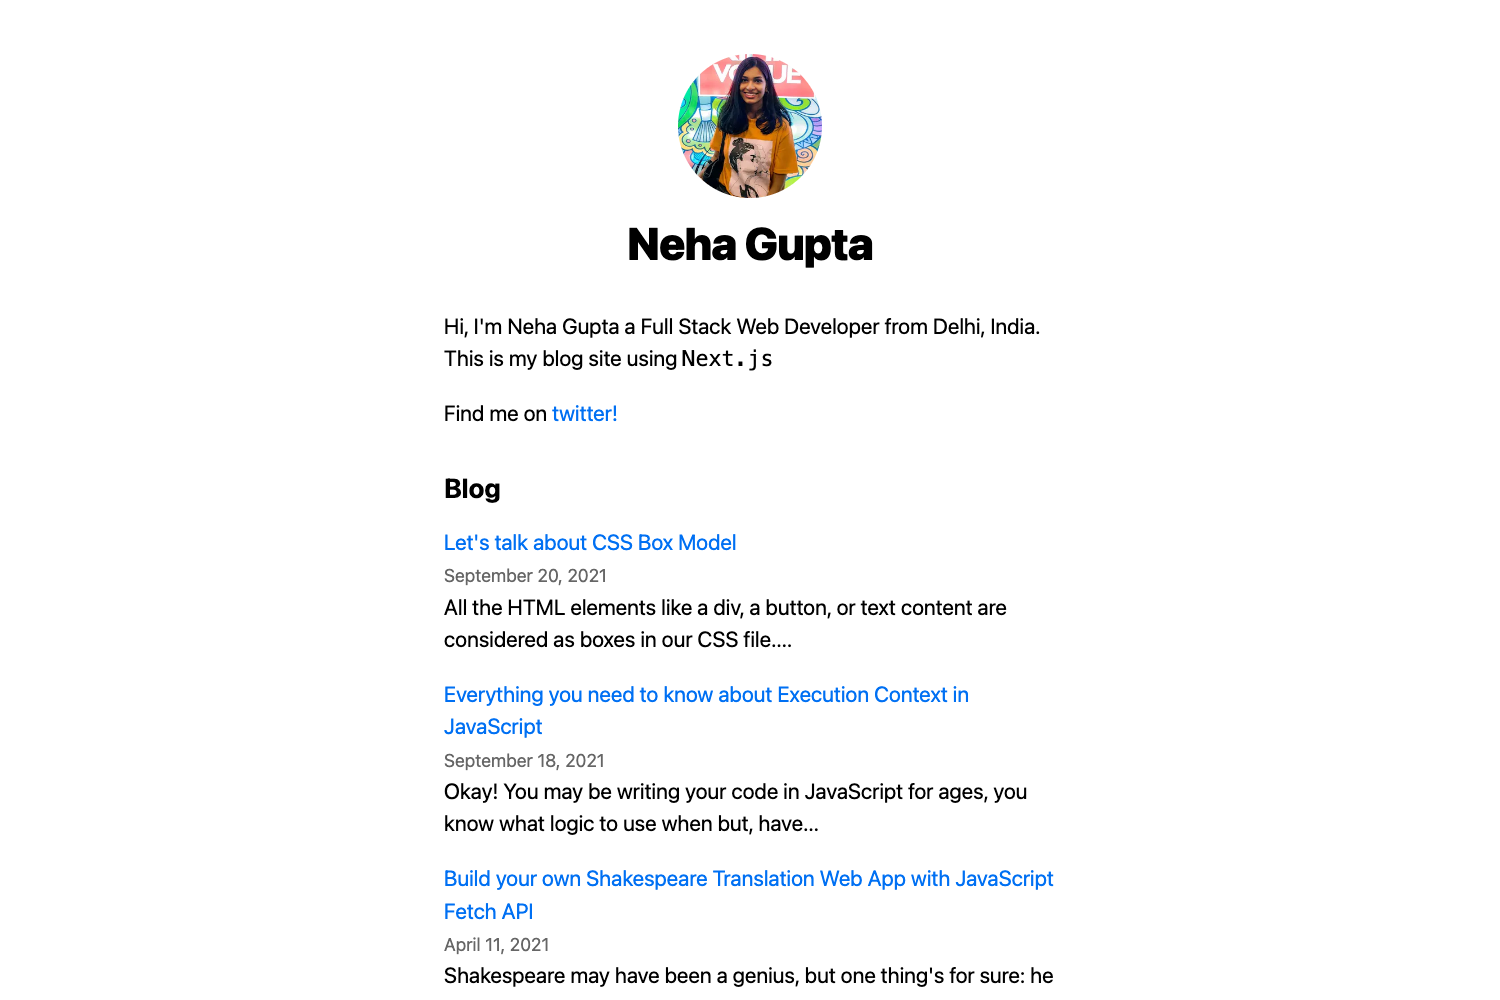 Neha Gupta
Hi, I'm Neha Gupta a Full Stack Web Developer from Delhi, India.
This is my blog site using Next.js
Find me on twitter!
Blog
Let's talk about CSS Box Model
September 20, 2021
All the HTML elements like a div, a button, or text content are
considered as boxes in our CSS file....
Everything you need to know about Execution Context in
JavaScript
September 18, 2021
Okay! You may be writing your code in JavaScript for ages, you
know what logic to use when but, have...
Build your own Shakespeare Translation Web App with JavaScript
Fetch API
April 11, 2021
Shakespeare may have been a genius, but one thing's for sure: he